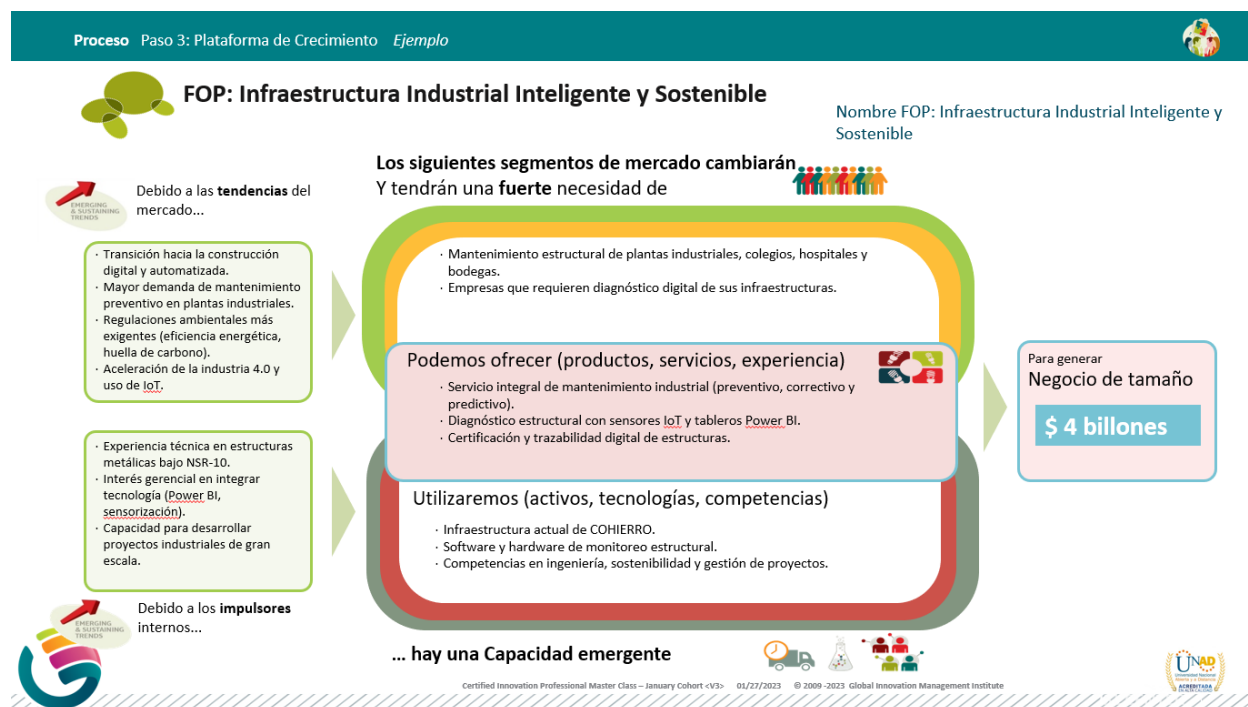 Proceso Paso 3: Plataforma de Crecimiento Ejemplo
FOP: Infraestructura Industrial Inteligente y Sostenible
Nombre FOP: Infraestructura Industrial Inteligente y
Sostenible
Los siguientes segmentos de mercado cambiarán
Y tendrán una fuerte necesidad de
EMERGING
& SUSTAINING
TRENDS
Debido a las tendencias del
mercado...
· Transición hacia la construcción
digital y automatizada.
· Mayor demanda de mantenimiento
preventivo en plantas industriales.
· Regulaciones ambientales más
exigentes (eficiencia energética,
huella de carbono).
· Aceleración de la industria 4.0 y
uso de IoT.
· Mantenimiento estructural de plantas industriales, colegios, hospitales y
bodegas.
· Empresas que requieren diagnóstico digital de sus infraestructuras.
Podemos ofrecer (productos, servicios, experiencia)
· Servicio integral de mantenimiento industrial (preventivo, correctivo y
predictivo).
· Diagnóstico estructural con sensores IoT y tableros Power BI.
· Certificación y trazabilidad digital de estructuras.
Para generar
Negocio de tamaño
$ 4 billones
· Experiencia técnica en estructuras
metálicas bajo NSR-10.
· Interés gerencial en integrar
tecnología (Power BI,
sensorización).
· Capacidad para desarrollar
proyectos industriales de gran
escala.
Utilizaremos (activos, tecnologías, competencias)
· Infraestructura actual de COHIERRO.
· Software y hardware de monitoreo estructural.
· Competencias en ingeniería, sostenibilidad y gestión de proyectos.
EMERGING
& SUSTAINING
TRENDS
Debido a los impulsores
internos...
... hay una Capacidad emergente
Certified Innovation Professional Master Class – January Cohort <V3> 01/27/2023 © 2009 -2023 Global Innovation Management Institute
UNAD
Universidad Nacional
Abierta y a Distancia
ACREDITADA
EN ALTA CALIDAD